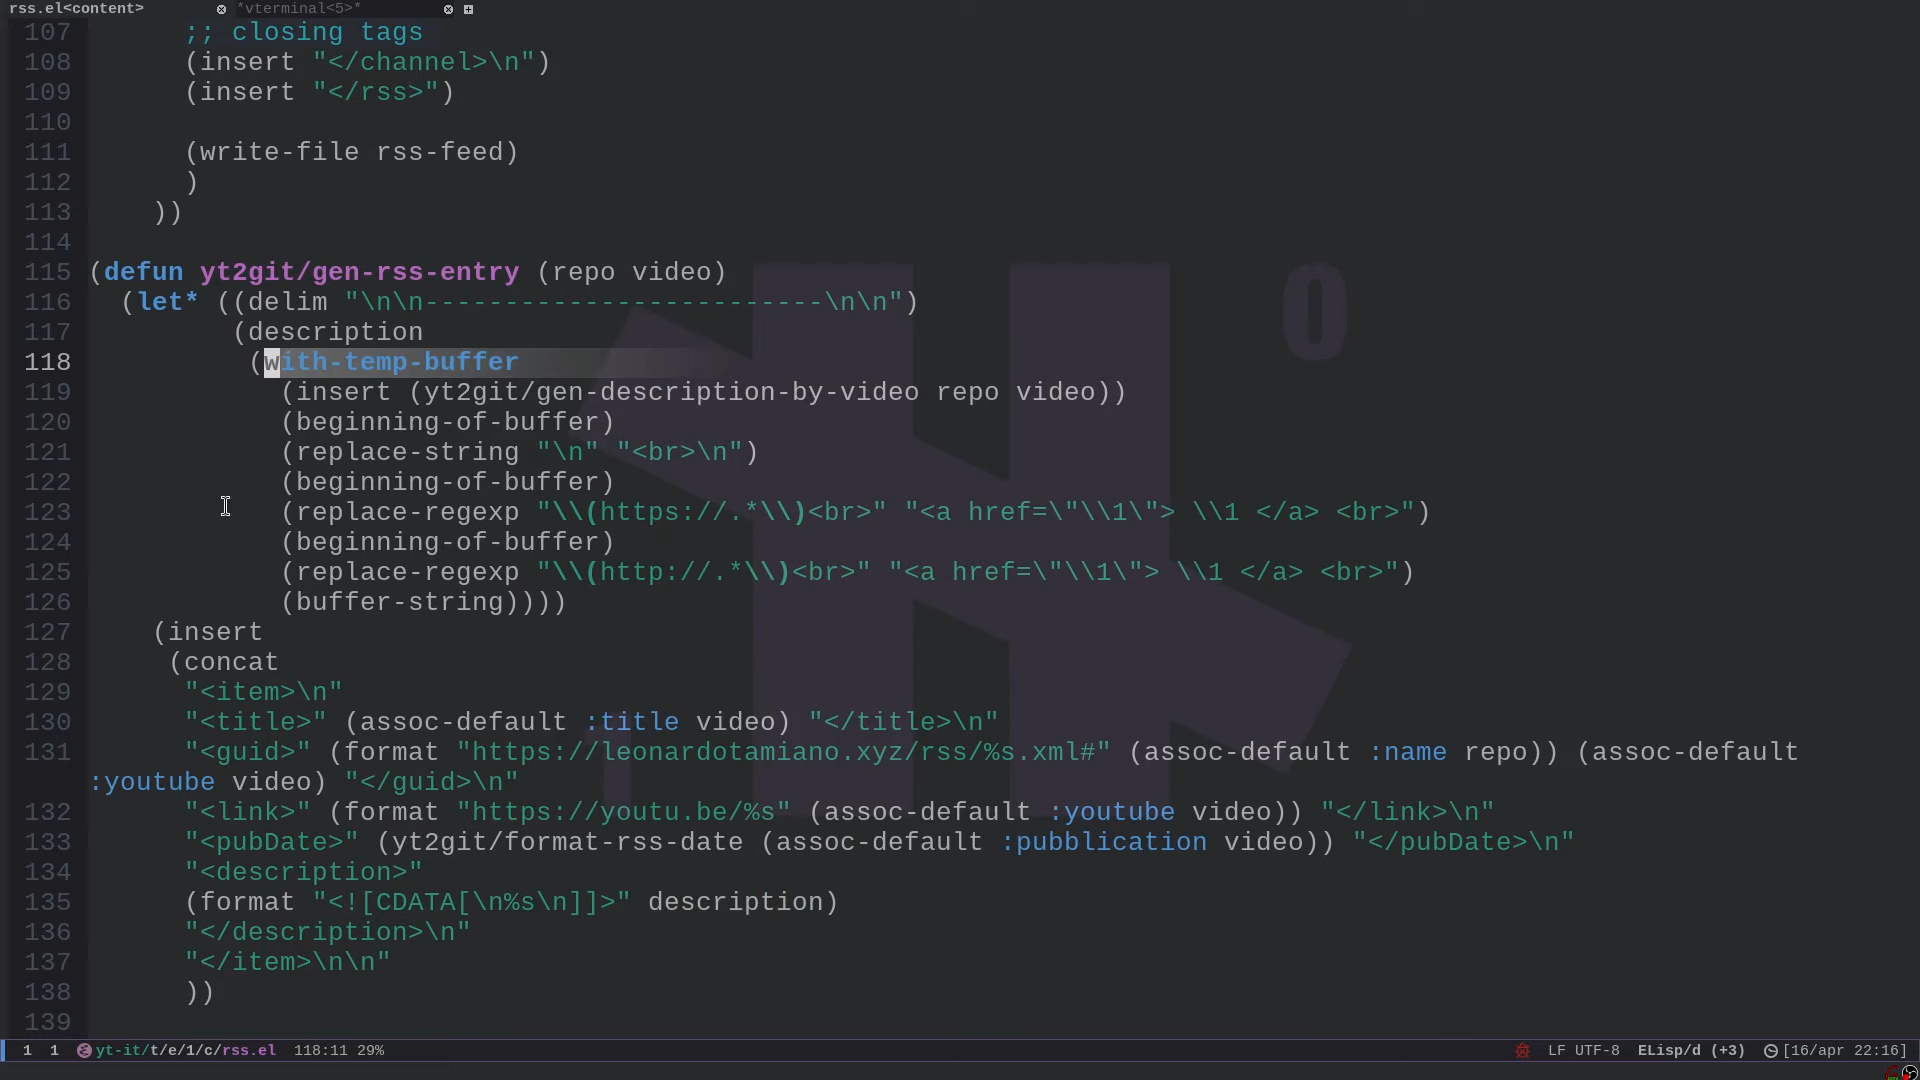 rss.el<content> *vterminal<5>*
107 ;; closing tags
108 (insert "</channel>\n")
109 (insert "</rss>")
110
111 (write-file rss-feed)
112 )
113 ))
114
115 (defun yt2git/gen-rss-entry (repo video)
116 (let* ((delim "\n\n-------------------------\n\n")
117 (description
118 (with-temp-buffer
119 (insert (yt2git/gen-description-by-video repo video))
120 (beginning-of-buffer)
121 (replace-string "\n" "<br>\n")
122 (beginning-of-buffer)
123 (replace-regexp "\\(https://.*\\)<br>" "<a href=\"\\1\"> \\1 </a> <br>")
124 (beginning-of-buffer)
125 (replace-regexp "\\(http://.*\\)<br>" "<a href=\"\\1\"> \\1 </a> <br>")
126 (buffer-string))))
127 (insert
128 (concat
129 "<item>\n"
130 "<title>" (assoc-default :title video) "</title>\n"
131 "<guid>" (format "https://leonardotamiano.xyz/rss/%s.xml#" (assoc-default :name repo)) (assoc-default
:youtube video) "</guid>\n"
132 "<link>" (format "https://youtu.be/%s" (assoc-default :youtube video)) "</link>\n"
133 "<pubDate>" (yt2git/format-rss-date (assoc-default :pubblication video)) "</pubDate>\n"
134 "<description>"
135 (format "<![CDATA[\n%s\n]]>" description)
136 "</description>\n"
137 "</item>\n\n"
138 ))
139
1 1 yt-it/t/e/1/c/rss.el 118:11 29% LF UTF-8 ELisp/d (+3) [16/apr 22:16]